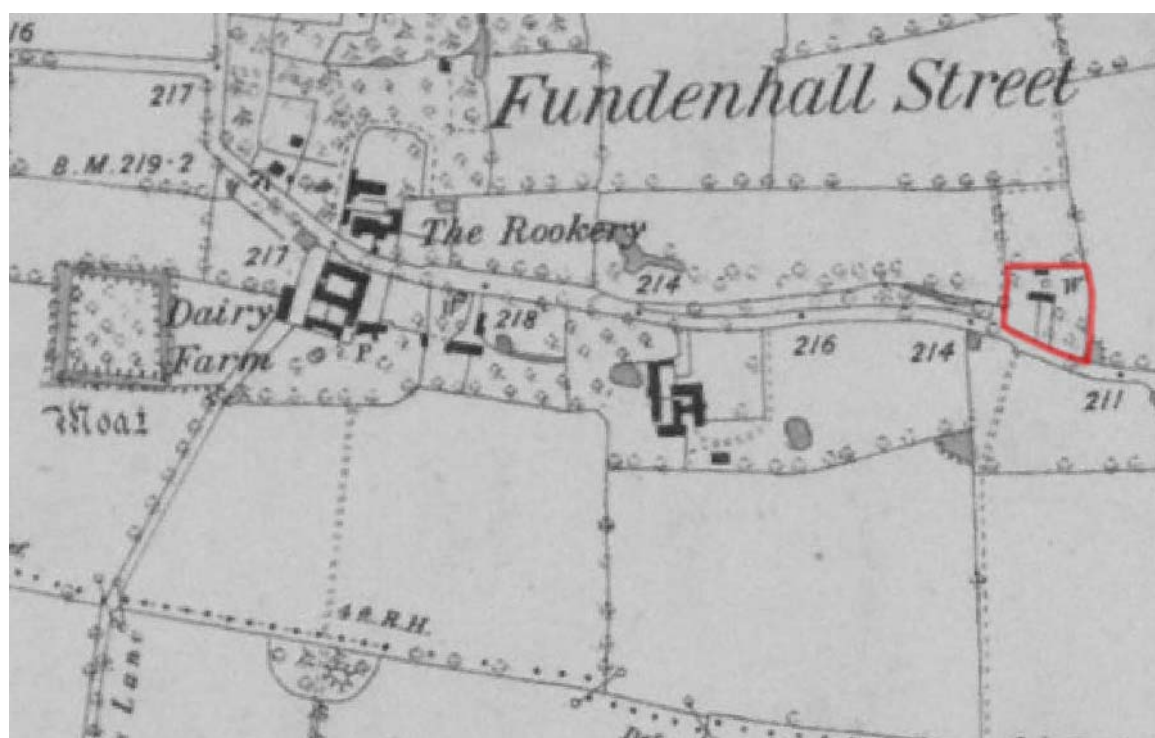 16
217
Fundenhall Street
B.M. 219·2
The Rookery
217
214
W
Dairy
Farm
P
218
216
214
211
Moat
4 ft. R.H.
Lane